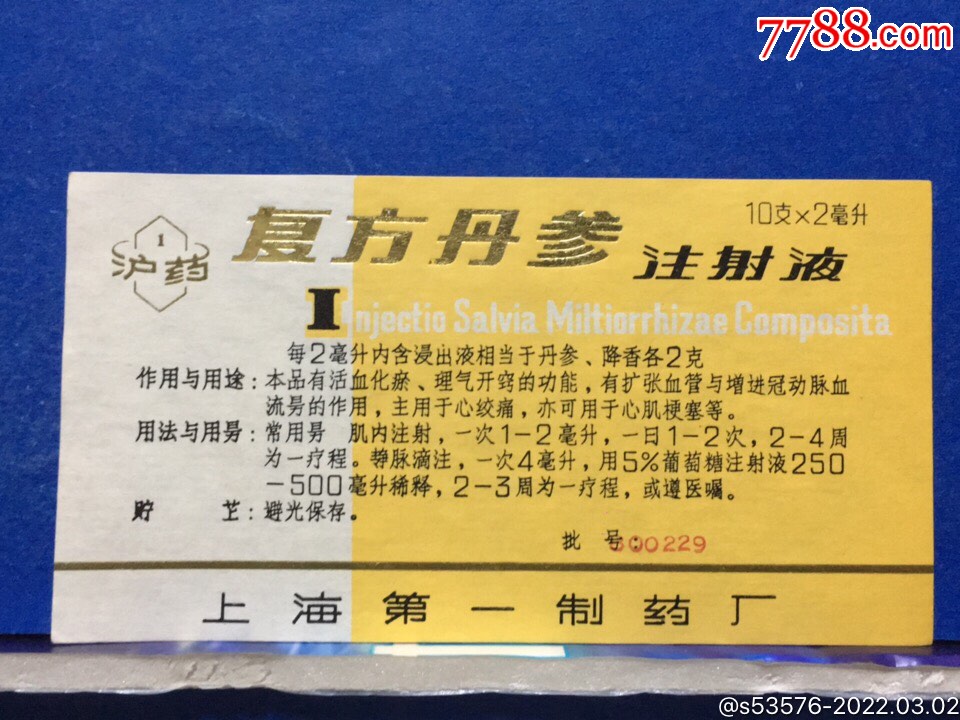 7788.com
1
沪药
复方丹参 注射液
10支×2毫升
Injectio Salvia Miltiorrhizae Composita
每2毫升内含浸出液相当于丹参、降香各2克
作用与用途：本品有活血化瘀、理气开窍的功能，有扩张血管与增进冠动脉血
流量的作用，主用于心绞痛，亦可用于心肌梗塞等。
用法与用量：常用量 肌内注射，一次1-2毫升，一日1-2次，2-4周
为一疗程。静脉滴注，一次4毫升，用5%葡萄糖注射液250
-500毫升稀释，2-3周为一疗程，或遵医嘱。
贮 芷：避光保存。
批 号：600229
上海第一制药厂
@s53576-2022.03.02